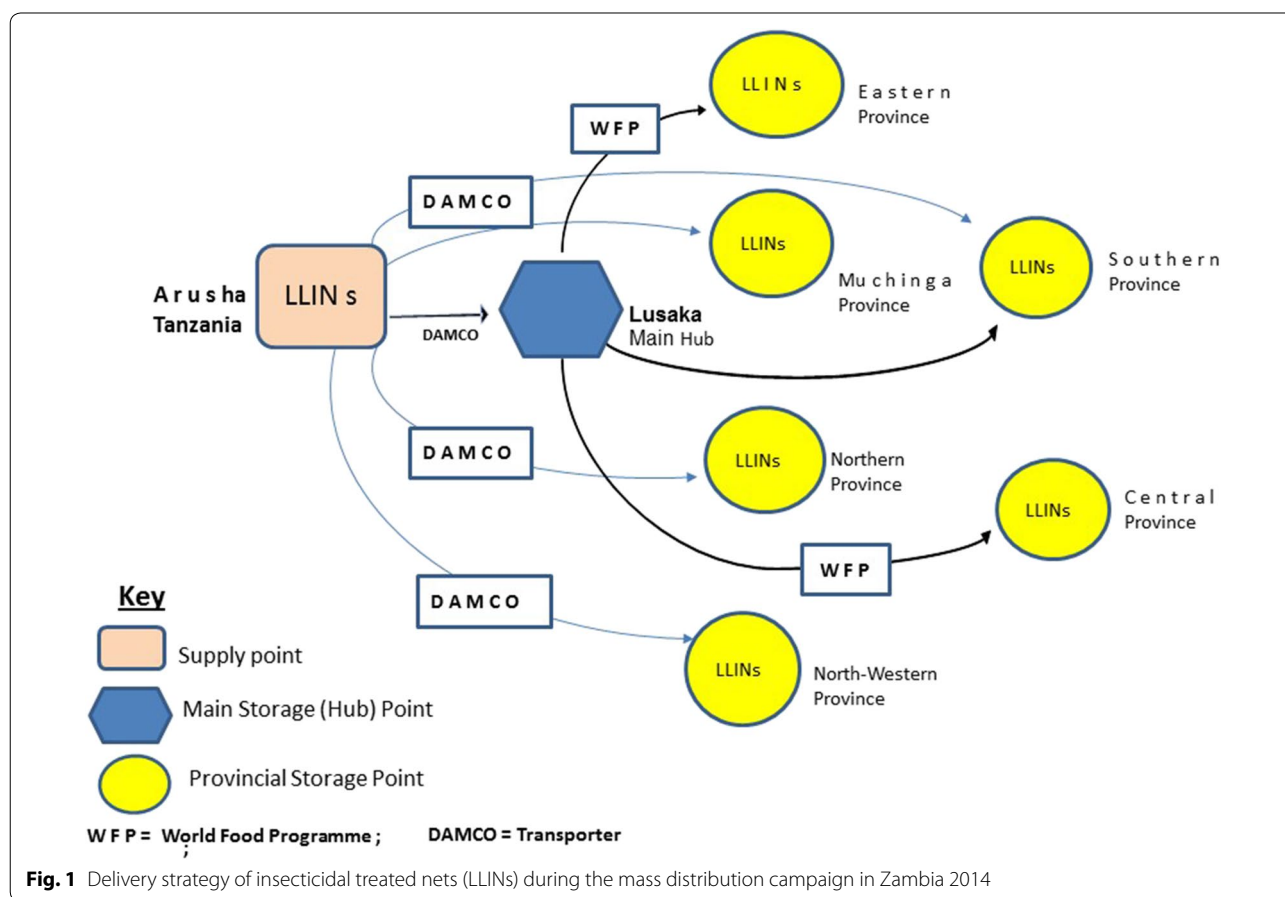 LLINs
Eastern
Province
WFP
DAMCO
LLINs
Muchinga
Province
LLINs
Southern
Province
Arusha
Tanzania
LLINs
DAMCO
Lusaka
Main Hub
DAMCO
LLINs
Northern
Province
LLINs
Central
Province
WFP
DAMCO
LLINs
North-Western
Province
Key
Supply point
Main Storage (Hub) Point
Provincial Storage Point
WFP = World Food Programme ; DAMCO = Transporter
;
Fig. 1 Delivery strategy of insecticidal treated nets (LLINs) during the mass distribution campaign in Zambia 2014